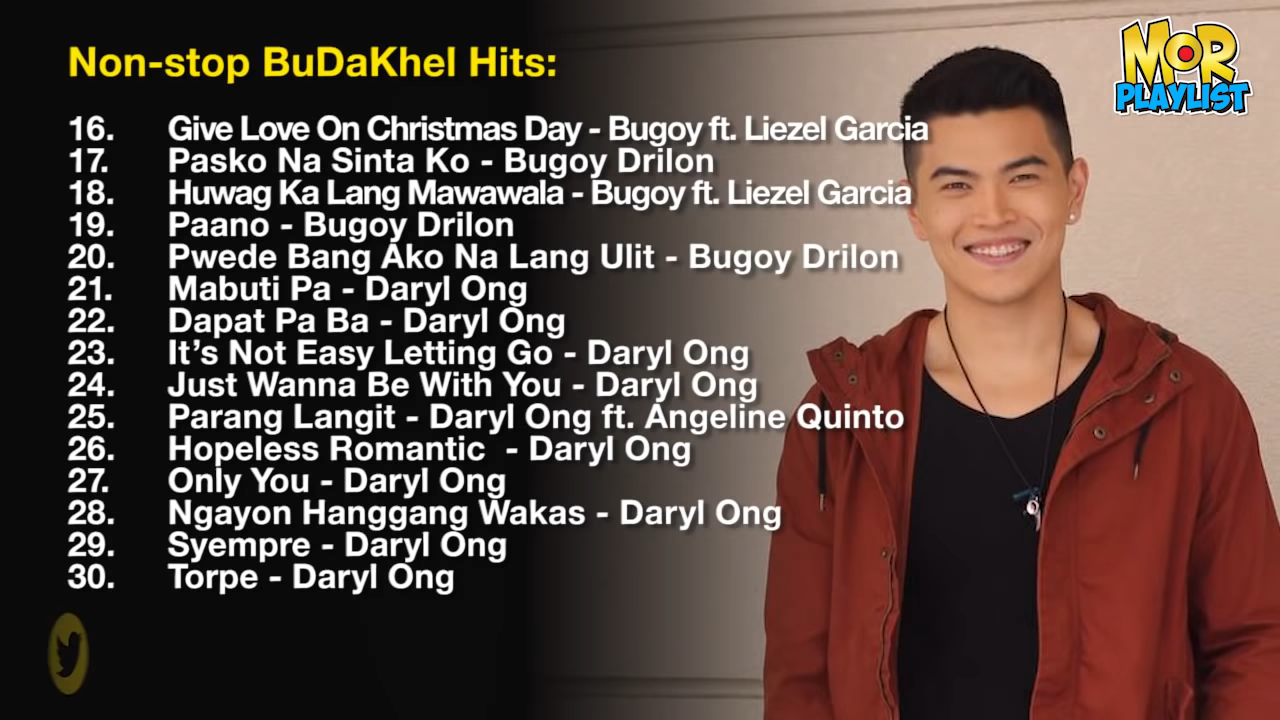 Non-stop BuDaKhel Hits:
MOR
PLAYLIST
16. Give Love On Christmas Day - Bugoy ft. Liezel Garcia
17. Pasko Na Sinta Ko - Bugoy Drilon
18. Huwag Ka Lang Mawawala - Bugoy ft. Liezel Garcia
19. Paano - Bugoy Drilon
20. Pwede Bang Ako Na Lang Ulit - Bugoy Drilon
21. Mabuti Pa - Daryl Ong
22. Dapat Pa Ba - Daryl Ong
23. It’s Not Easy Letting Go - Daryl Ong
24. Just Wanna Be With You - Daryl Ong
25. Parang Langit - Daryl Ong ft. Angeline Quinto
26. Hopeless Romantic  - Daryl Ong
27. Only You - Daryl Ong
28. Ngayon Hanggang Wakas - Daryl Ong
29. Syempre - Daryl Ong
30. Torpe - Daryl Ong